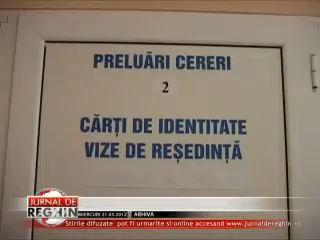 PRELUĂRI CERERI
2
CĂRȚI DE IDENTITATE
VIZE DE REȘEDINȚĂ
JURNAL DE
REGHIN
MIERCURI 21.03.2012
ARHIVA
Stirile difuzate pot fi urmarite si online accesand www.jurnaldereghin.ro